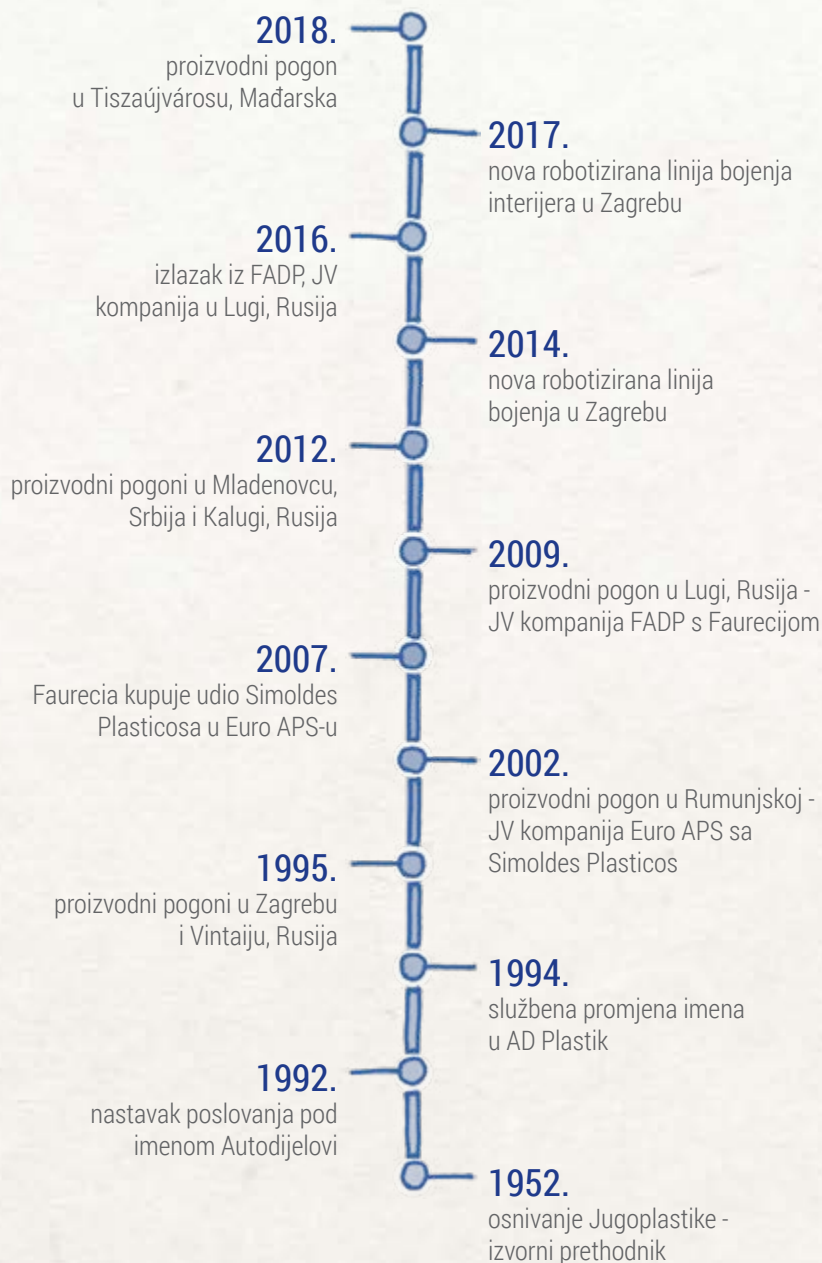 2018.
proizvodni pogon
u Tiszaújvárosu, Mađarska
2017.
nova robotizirana linija bojenja
interijera u Zagrebu
2016.
izlazak iz FADP, JV
kompanija u Lugi, Rusija
2014.
nova robotizirana linija
bojenja u Zagrebu
2012.
proizvodni pogoni u Mladenovcu,
Srbija i Kalugi, Rusija
2009.
proizvodni pogon u Lugi, Rusija -
JV kompanija FADP s Faurecijom
2007.
Faurecia kupuje udio Simoldes
Plasticosa u Euro APS-u
2002.
proizvodni pogon u Rumunjskoj -
JV kompanija Euro APS sa
Simoldes Plasticos
1995.
proizvodni pogoni u Zagrebu
i Vintaiju, Rusija
1994.
službena promjena imena
u AD Plastik
1992.
nastavak poslovanja pod
imenom Autodijelovi
1952.
osnivanje Jugoplastike -
izvorni prethodnik